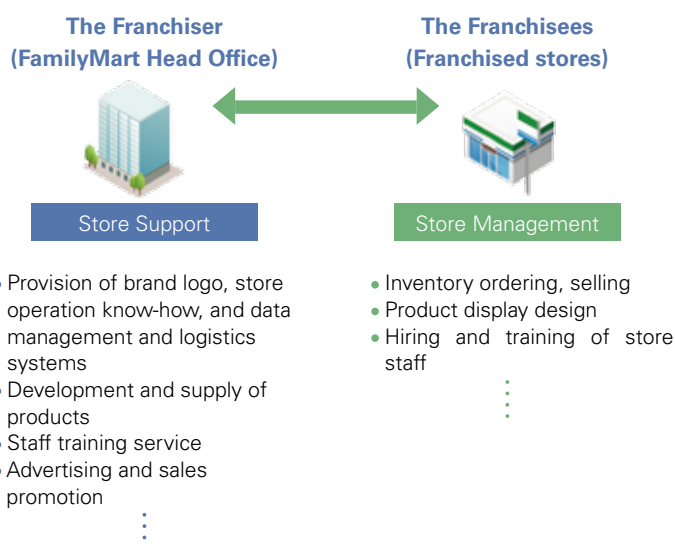 The Franchiser
(FamilyMart Head Office)
Store Support
• Provision of brand logo, store
operation know-how, and data
management and logistics
systems
• Development and supply of
products
• Staff training service
• Advertising and sales
promotion
The Franchisees
(Franchised stores)
Store Management
• Inventory ordering, selling
• Product display design
• Hiring and training of store
staff